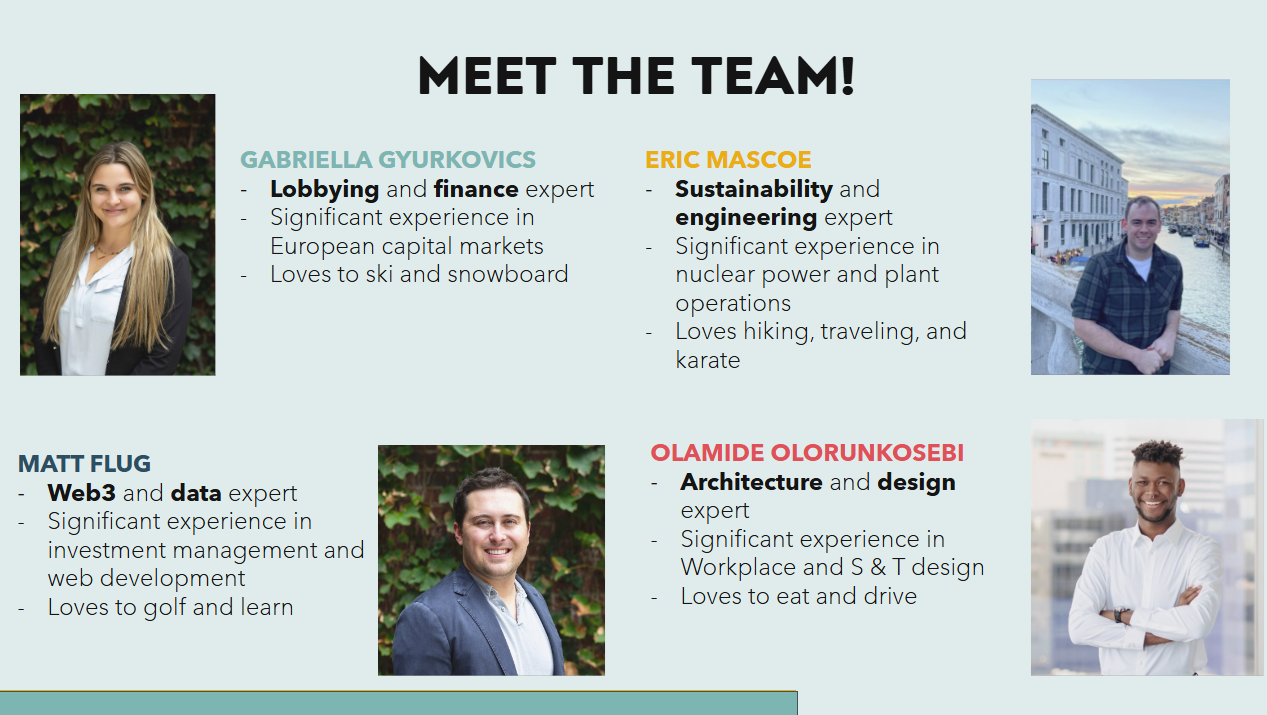 MEET THE TEAM!
GABRIELLA GYURKOVICS
- Lobbying and finance expert
- Significant experience in
European capital markets
- Loves to ski and snowboard
ERIC MASCOE
- Sustainability and
engineering expert
- Significant experience in
nuclear power and plant
operations
- Loves hiking, traveling, and
karate
MATT FLUG
- Web3 and data expert
- Significant experience in
investment management and
web development
- Loves to golf and learn
OLAMIDE OLORUNKOSEBI
- Architecture and design
expert
- Significant experience in
Workplace and S & T design
- Loves to eat and drive